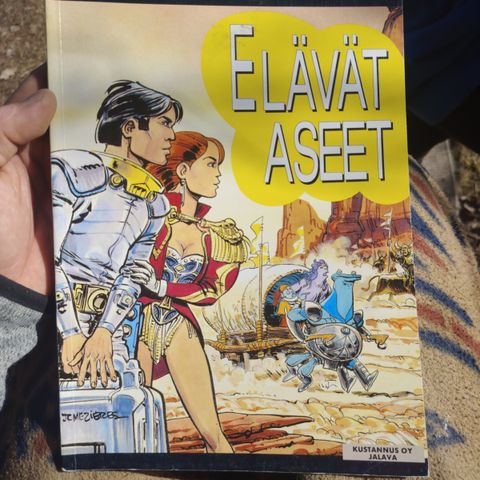 ELÄVÄT
ASEET
J.C. MEZIERES
KUSTANNUS OY
JALAVA